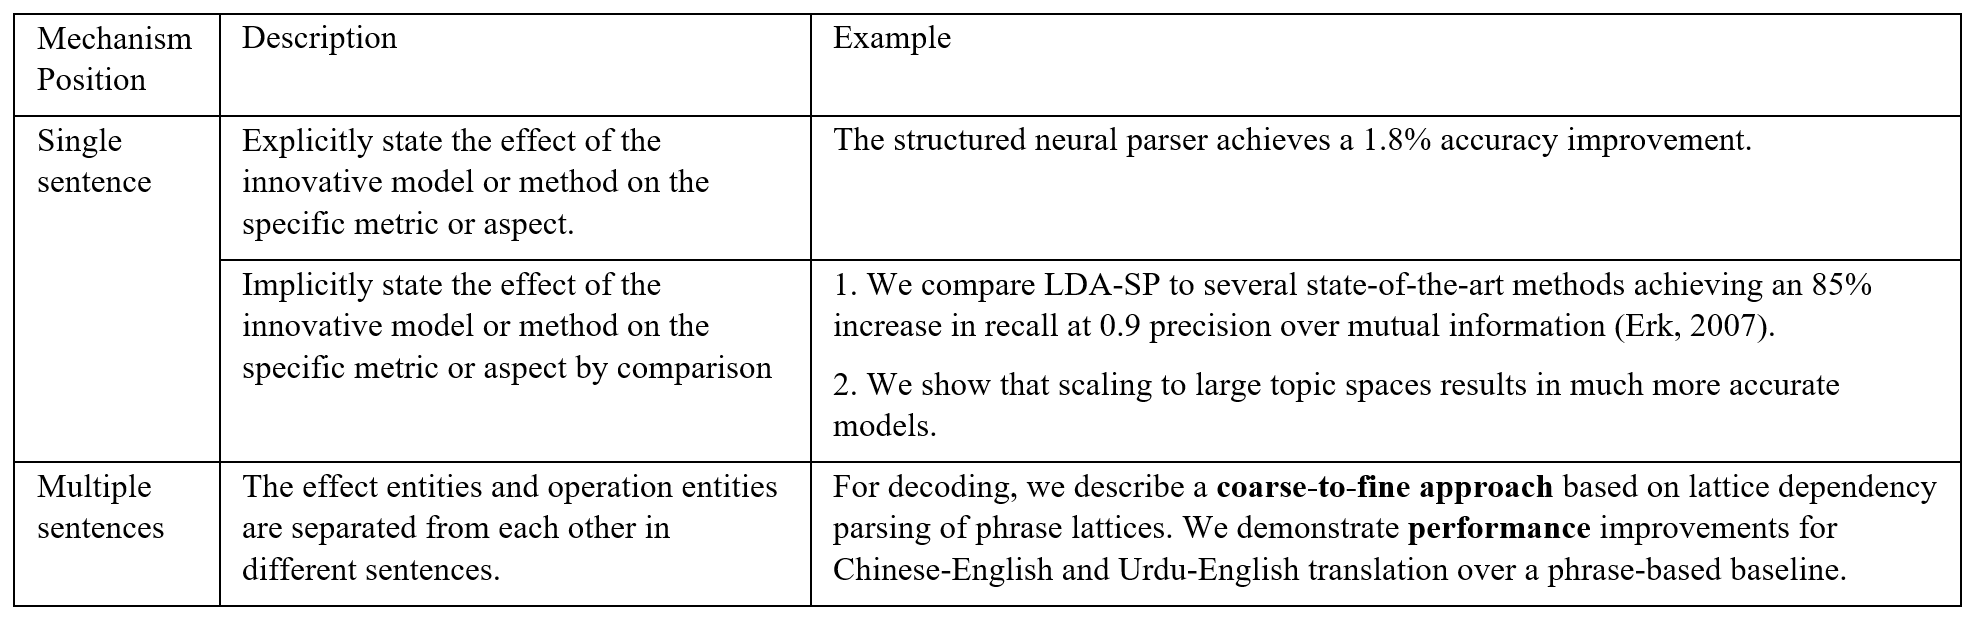 Mechanism
Position
Description
Example
Single
sentence
Explicitly state the effect of the
innovative model or method on the
specific metric or aspect.
The structured neural parser achieves a 1.8% accuracy improvement.
Implicitly state the effect of the
innovative model or method on the
specific metric or aspect by comparison
1. We compare LDA-SP to several state-of-the-art methods achieving an 85%
increase in recall at 0.9 precision over mutual information (Erk, 2007).
2. We show that scaling to large topic spaces results in much more accurate
models.
Multiple
sentences
The effect entities and operation entities
are separated from each other in
different sentences.
For decoding, we describe a coarse-to-fine approach based on lattice dependency
parsing of phrase lattices. We demonstrate performance improvements for
Chinese-English and Urdu-English translation over a phrase-based baseline.